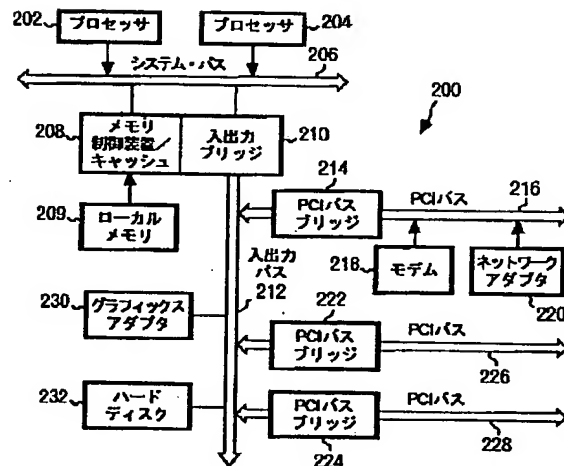 202
プロセッサ
プロセッサ
204
システム・バス
206
200
208
メモリ
制御装置/
キャッシュ
入出力
ブリッジ
210
214
PCIバス
ブリッジ
PCIバス
216
209
ローカル
メモリ
入出力
バス
212
218
モデム
ネットワーク
アダプタ
220
230
グラフィックス
アダプタ
222
PCIバス
ブリッジ
PCIバス
226
232
ハード
ディスク
PCIバス
ブリッジ
224
PCIバス
228